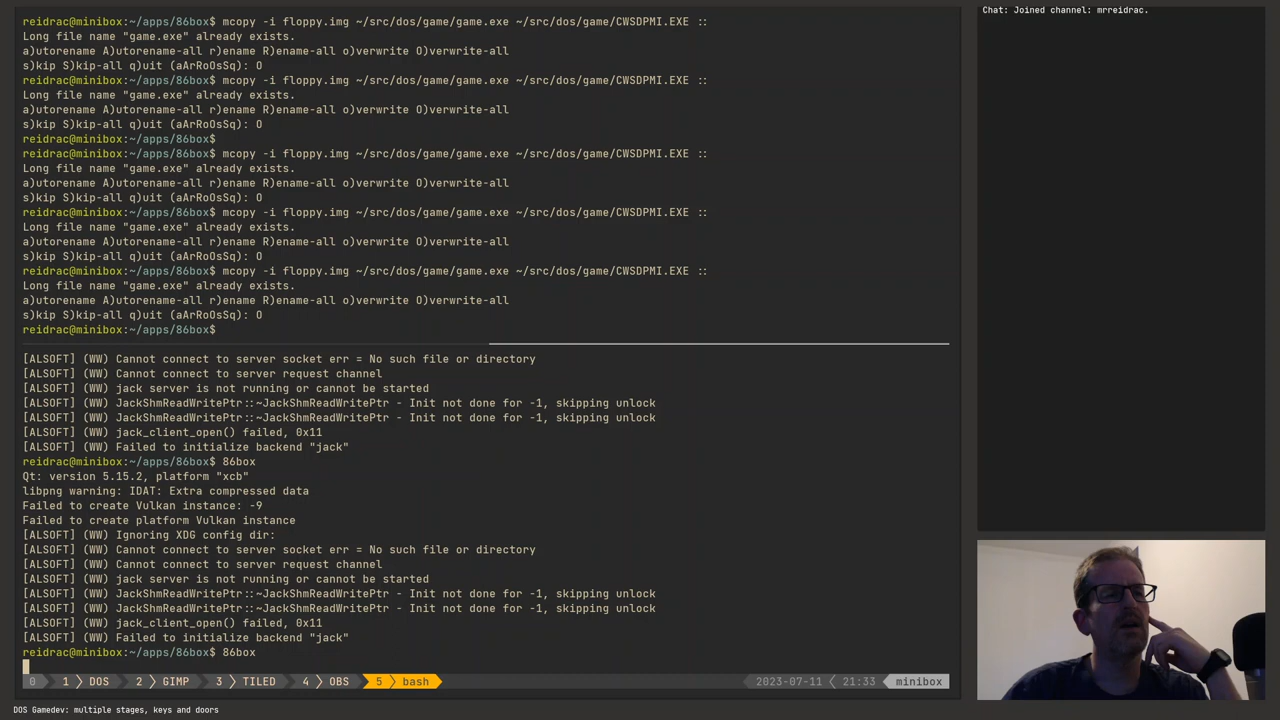 reidrac@minibox:~/apps/86box$ mcopy -i floppy.img ~/src/dos/game/game.exe ~/src/dos/game/CWSDPMI.EXE ::
Long file name "game.exe" already exists.
a)utorename A)utorename-all r)ename R)ename-all o)verwrite O)verwrite-all
s)kip S)kip-all q)uit (aArRoOsSq): O
reidrac@minibox:~/apps/86box$ mcopy -i floppy.img ~/src/dos/game/game.exe ~/src/dos/game/CWSDPMI.EXE ::
Long file name "game.exe" already exists.
a)utorename A)utorename-all r)ename R)ename-all o)verwrite O)verwrite-all
s)kip S)kip-all q)uit (aArRoOsSq): O
reidrac@minibox:~/apps/86box$
reidrac@minibox:~/apps/86box$ mcopy -i floppy.img ~/src/dos/game/game.exe ~/src/dos/game/CWSDPMI.EXE ::
Long file name "game.exe" already exists.
a)utorename A)utorename-all r)ename R)ename-all o)verwrite O)verwrite-all
s)kip S)kip-all q)uit (aArRoOsSq): O
reidrac@minibox:~/apps/86box$ mcopy -i floppy.img ~/src/dos/game/game.exe ~/src/dos/game/CWSDPMI.EXE ::
Long file name "game.exe" already exists.
a)utorename A)utorename-all r)ename R)ename-all o)verwrite O)verwrite-all
s)kip S)kip-all q)uit (aArRoOsSq): O
reidrac@minibox:~/apps/86box$ mcopy -i floppy.img ~/src/dos/game/game.exe ~/src/dos/game/CWSDPMI.EXE ::
Long file name "game.exe" already exists.
a)utorename A)utorename-all r)ename R)ename-all o)verwrite O)verwrite-all
s)kip S)kip-all q)uit (aArRoOsSq): O
reidrac@minibox:~/apps/86box$
[ALSOFT] (WW) Cannot connect to server socket err = No such file or directory
[ALSOFT] (WW) Cannot connect to server request channel
[ALSOFT] (WW) jack server is not running or cannot be started
[ALSOFT] (WW) JackShmReadWritePtr::~JackShmReadWritePtr - Init not done for -1, skipping unlock
[ALSOFT] (WW) JackShmReadWritePtr::~JackShmReadWritePtr - Init not done for -1, skipping unlock
[ALSOFT] (WW) jack_client_open() failed, 0x11
[ALSOFT] (WW) Failed to initialize backend "jack"
reidrac@minibox:~/apps/86box$ 86box
Qt: version 5.15.2, platform "xcb"
libpng warning: IDAT: Extra compressed data
Failed to create Vulkan instance: -9
Failed to create platform Vulkan instance
[ALSOFT] (WW) Ignoring XDG config dir:
[ALSOFT] (WW) Cannot connect to server socket err = No such file or directory
[ALSOFT] (WW) Cannot connect to server request channel
[ALSOFT] (WW) jack server is not running or cannot be started
[ALSOFT] (WW) JackShmReadWritePtr::~JackShmReadWritePtr - Init not done for -1, skipping unlock
[ALSOFT] (WW) JackShmReadWritePtr::~JackShmReadWritePtr - Init not done for -1, skipping unlock
[ALSOFT] (WW) jack_client_open() failed, 0x11
[ALSOFT] (WW) Failed to initialize backend "jack"
reidrac@minibox:~/apps/86box$ 86box
0 1 DOS 2 GIMP 3 TILED 4 OBS 5 bash 2023-07-11 21:33 minibox
DOS Gamedev: multiple stages, keys and doors
Chat: Joined channel: mrreidrac.